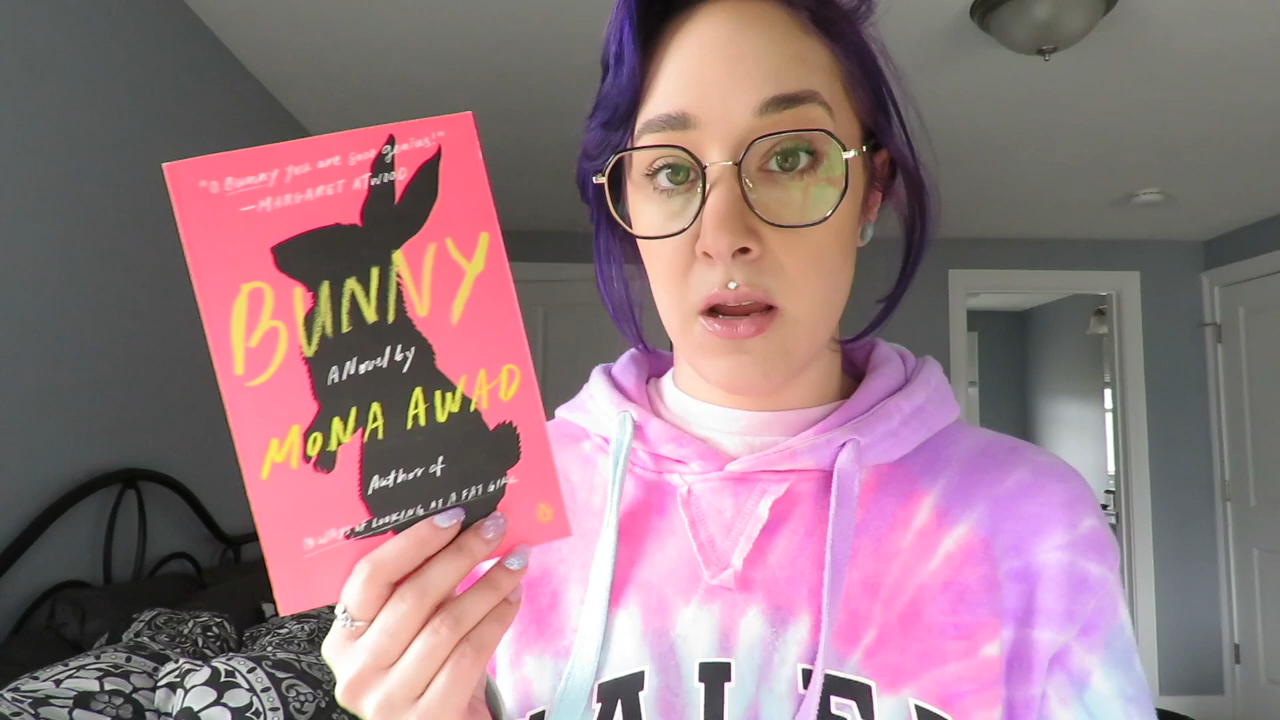 "O Bunny you are sooo genius!"
—MARGARET ATWOOD
BUNNY
A Novel by
MONA AWAD
Author of
13 WAYS OF LOOKING AT A FAT GIRL